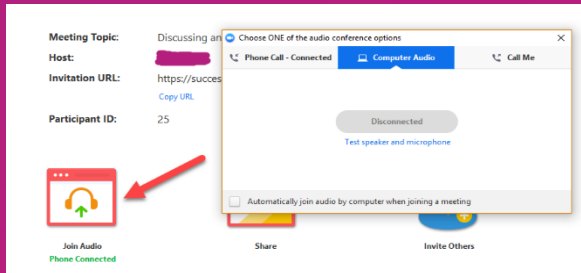 Meeting Topic: Discussing an
Host:
Invitation URL: https://succes
Copy URL
Participant ID: 25
Choose ONE of the audio conference options
Phone Call - Connected Computer Audio Call Me
Disconnected
Test speaker and microphone
Automatically join audio by computer when joining a meeting
Join Audio Share Invite Others
Phone Connected